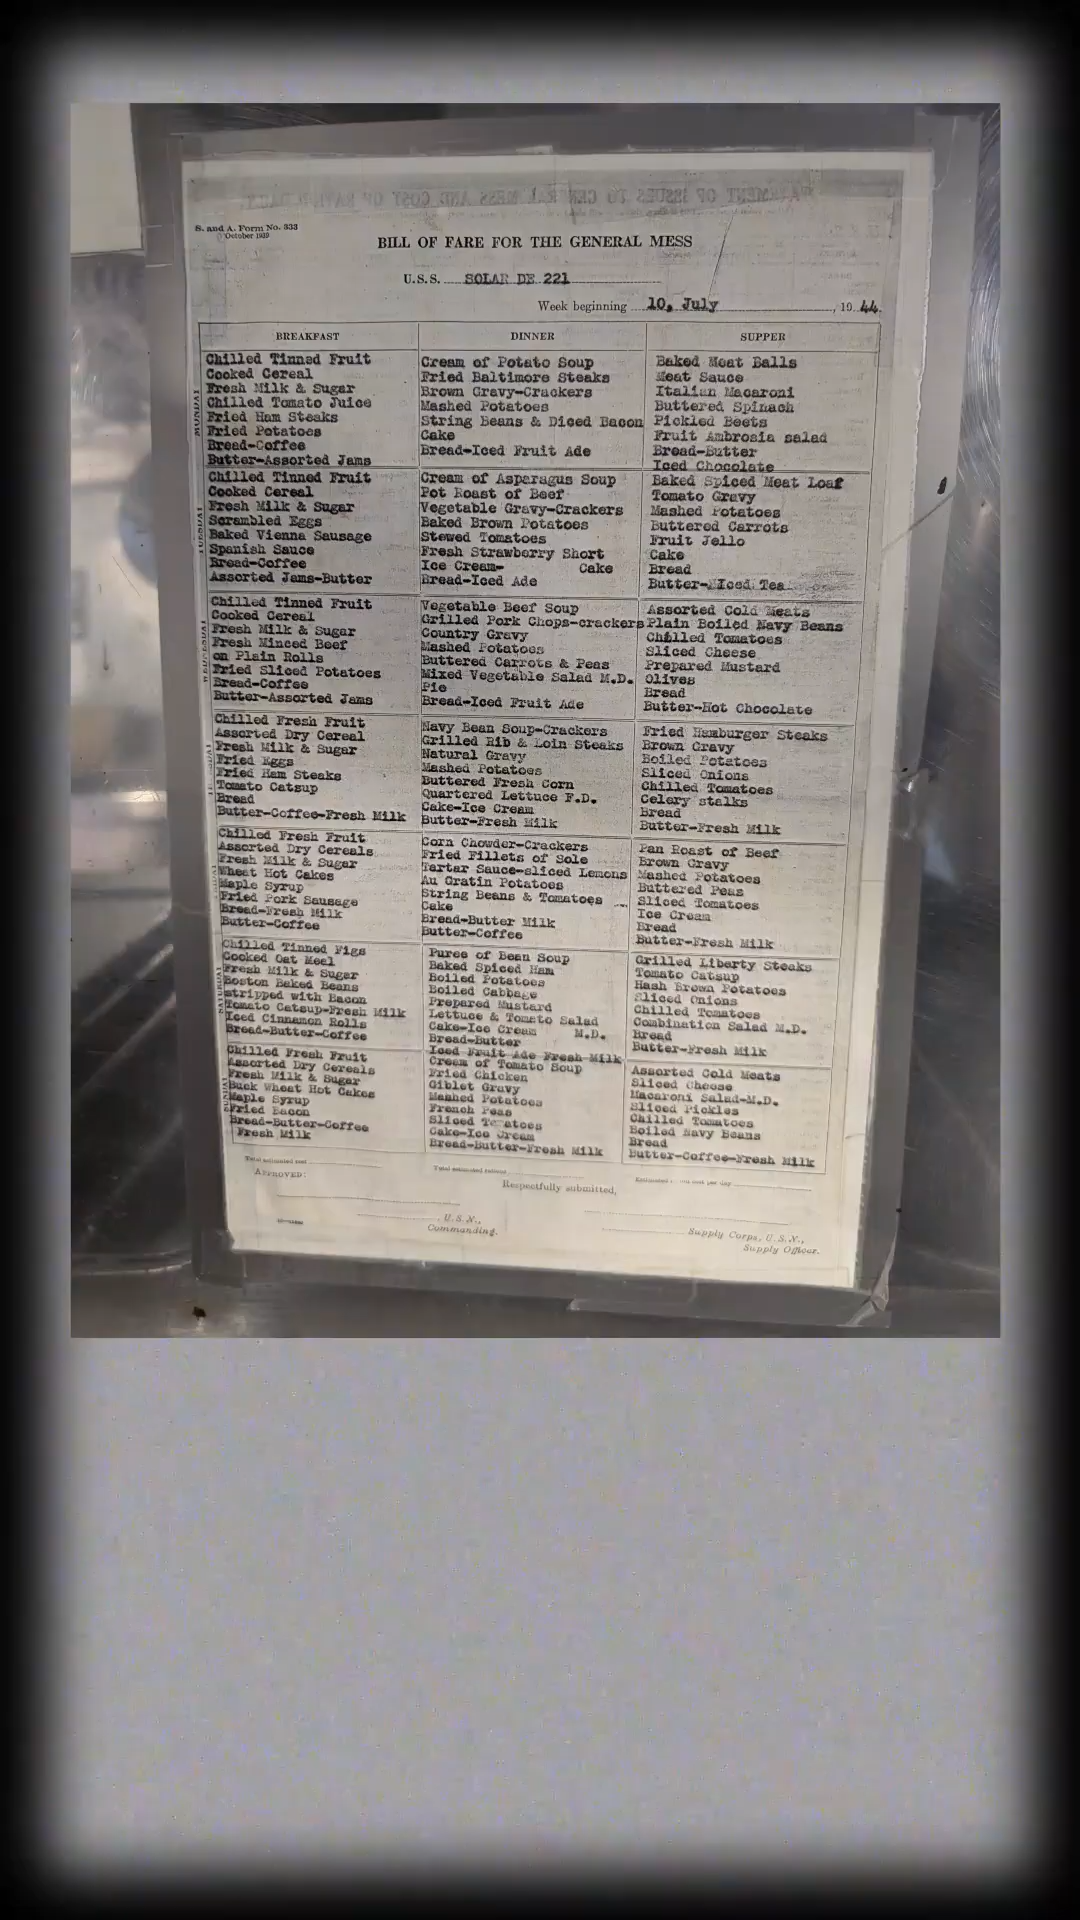 S. and A. Form No. 333
October 1939
BILL OF FARE FOR THE GENERAL MESS
U.S.S. SOLAR DE 221
Week beginning 10, July, 1944.
BREAKFAST
DINNER
SUPPER
MONDAY
Chilled Tinned Fruit
Cooked Cereal
Fresh Milk & Sugar
Chilled Tomato Juice
Fried Ham Steaks
Fried Potatoes
Bread-Coffee
Butter-Assorted Jams
Cream of Potato Soup
Fried Baltimore Steaks
Brown Gravy-Crackers
Mashed Potatoes
String Beans & Diced Bacon
Cake
Bread-Iced Fruit Ade
Baked Meat Balls
Meat Sauce
Italian Macaroni
Buttered Spinach
Pickled Beets
Fruit Ambrosia salad
Bread-Butter
Iced Chocolate
TUESDAY
Chilled Tinned Fruit
Cooked Cereal
Fresh Milk & Sugar
Scrambled Eggs
Baked Vienna Sausage
Spanish Sauce
Bread-Coffee
Assorted Jams-Butter
Cream of Asparagus Soup
Pot Roast of Beef
Vegetable Gravy-Crackers
Baked Brown Potatoes
Stewed Tomatoes
Fresh Strawberry Short
Ice Cream- Cake
Bread-Iced Ade
Baked Spiced Meat Loaf
Tomato Gravy
Mashed Potatoes
Buttered Carrots
Fruit Jello
Cake
Bread
Butter-Iced Tea
WEDNESDAY
Chilled Tinned Fruit
Cooked Cereal
Fresh Milk & Sugar
Fresh Minced Beef
on Plain Rolls
Fried Sliced Potatoes
Bread-Coffee
Butter-Assorted Jams
Vegetable Beef Soup
Grilled Pork Chops-crackers
Country Gravy
Mashed Potatoes
Buttered Carrots & Peas
Mixed Vegetable Salad M.D.
Pie
Bread-Iced Fruit Ade
Assorted Cold Meats
Plain Boiled Navy Beans
Chilled Tomatoes
Sliced Cheese
Prepared Mustard
Olives
Bread
Butter-Hot Chocolate
Chilled Fresh Fruit
Assorted Dry Cereal
Fresh Milk & Sugar
Fried Eggs
Fried Ham Steaks
Tomato Catsup
Bread
Butter-Coffee-Fresh Milk
Navy Bean Soup-Crackers
Grilled Rib & Loin Steaks
Natural Gravy
Mashed Potatoes
Buttered Fresh Corn
Quartered Lettuce F.D.
Cake-Ice Cream
Butter-Fresh Milk
Fried Hamburger Steaks
Brown Gravy
Boiled Potatoes
Sliced Onions
Chilled Tomatoes
Celery stalks
Bread
Butter-Fresh Milk
Chilled Fresh Fruit
Assorted Dry Cereals
Fresh Milk & Sugar
Wheat Hot Cakes
Maple Syrup
Fried Pork Sausage
Bread-Fresh Milk
Butter-Coffee
Corn Chowder-Crackers
Fried Fillets of Sole
Tartar Sauce-sliced Lemons
Au Gratin Potatoes
String Beans & Tomatoes
Cake
Bread-Butter Milk
Butter-Coffee
Pan Roast of Beef
Brown Gravy
Mashed Potatoes
Buttered Peas
Sliced Tomatoes
Ice Cream
Bread
Butter-Fresh Milk
SATURDAY
Chilled Tinned Figs
Cooked Oat Meel
Fresh Milk & Sugar
Boston Baked Beans
stripped with Bacon
Tomato Catsup-Fresh Milk
Iced Cinnamon Rolls
Bread-Butter-Coffee
Puree of Bean Soup
Baked Spiced Ham
Boiled Potatoes
Boiled Cabbage
Prepared Mustard
Lettuce & Tomato Salad
Cake-Ice Cream M.D.
Bread-Butter
Iced Fruit Ade Fresh Milk
Grilled Liberty Steaks
Tomato Catsup
Hash Brown Potatoes
Sliced Onions
Chilled Tomatoes
Combination Salad M.D.
Bread
Butter-Fresh Milk
SUNDAY
Chilled Fresh Fruit
Assorted Dry Cereals
Fresh Milk & Sugar
Buck Wheat Hot Cakes
Maple Syrup
Fried Bacon
Bread-Butter-Coffee
Fresh Milk
Cream of Tomato Soup
Fried Chicken
Giblet Gravy
Mashed Potatoes
French Peas
Sliced Tomatoes
Cake-Ice Cream
Bread-Butter-Fresh Milk
Assorted Cold Meats
Sliced Cheese
Macaroni Salad-M.D.
Sliced Pickles
Chilled Tomatoes
Boiled Navy Beans
Bread
Butter-Coffee-Fresh Milk
Total estimated cost
Total estimated rations
Estimated cost per day
APPROVED:
Respectfully submitted,
U.S.N.,
Commanding.
Supply Corps, U.S.N.,
Supply Officer.